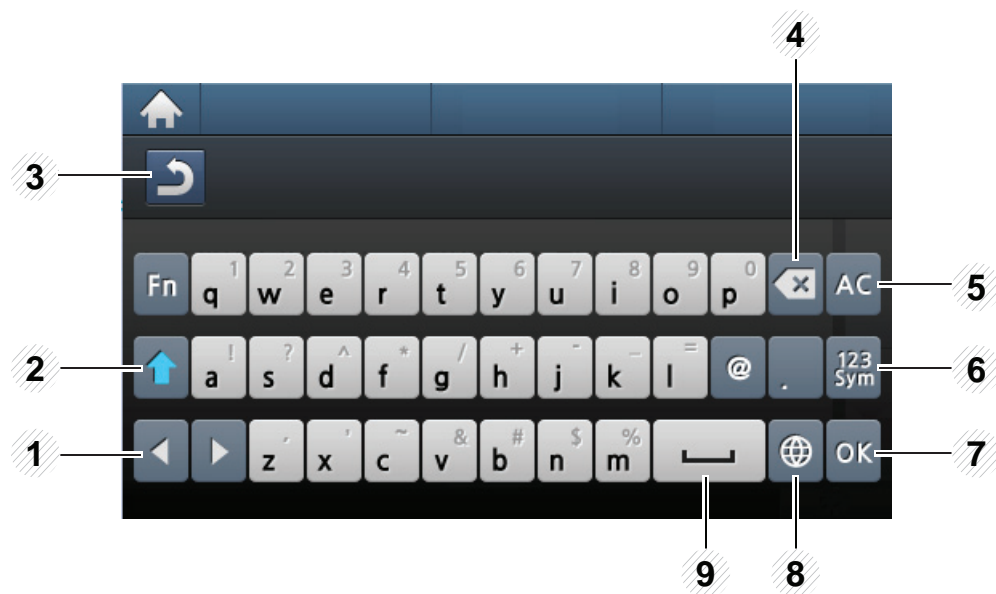 4
3
Fn 1 q 2 w 3 e 4 r 5 t 6 y 7 u 8 i 9 o 0 p AC 5
2 ! a ? s ^ d * f / g + h - j _ k = l @ . 123 Sym 6
1 ´ z ' x ~ c & v # b $ n % m OK 7
9 8